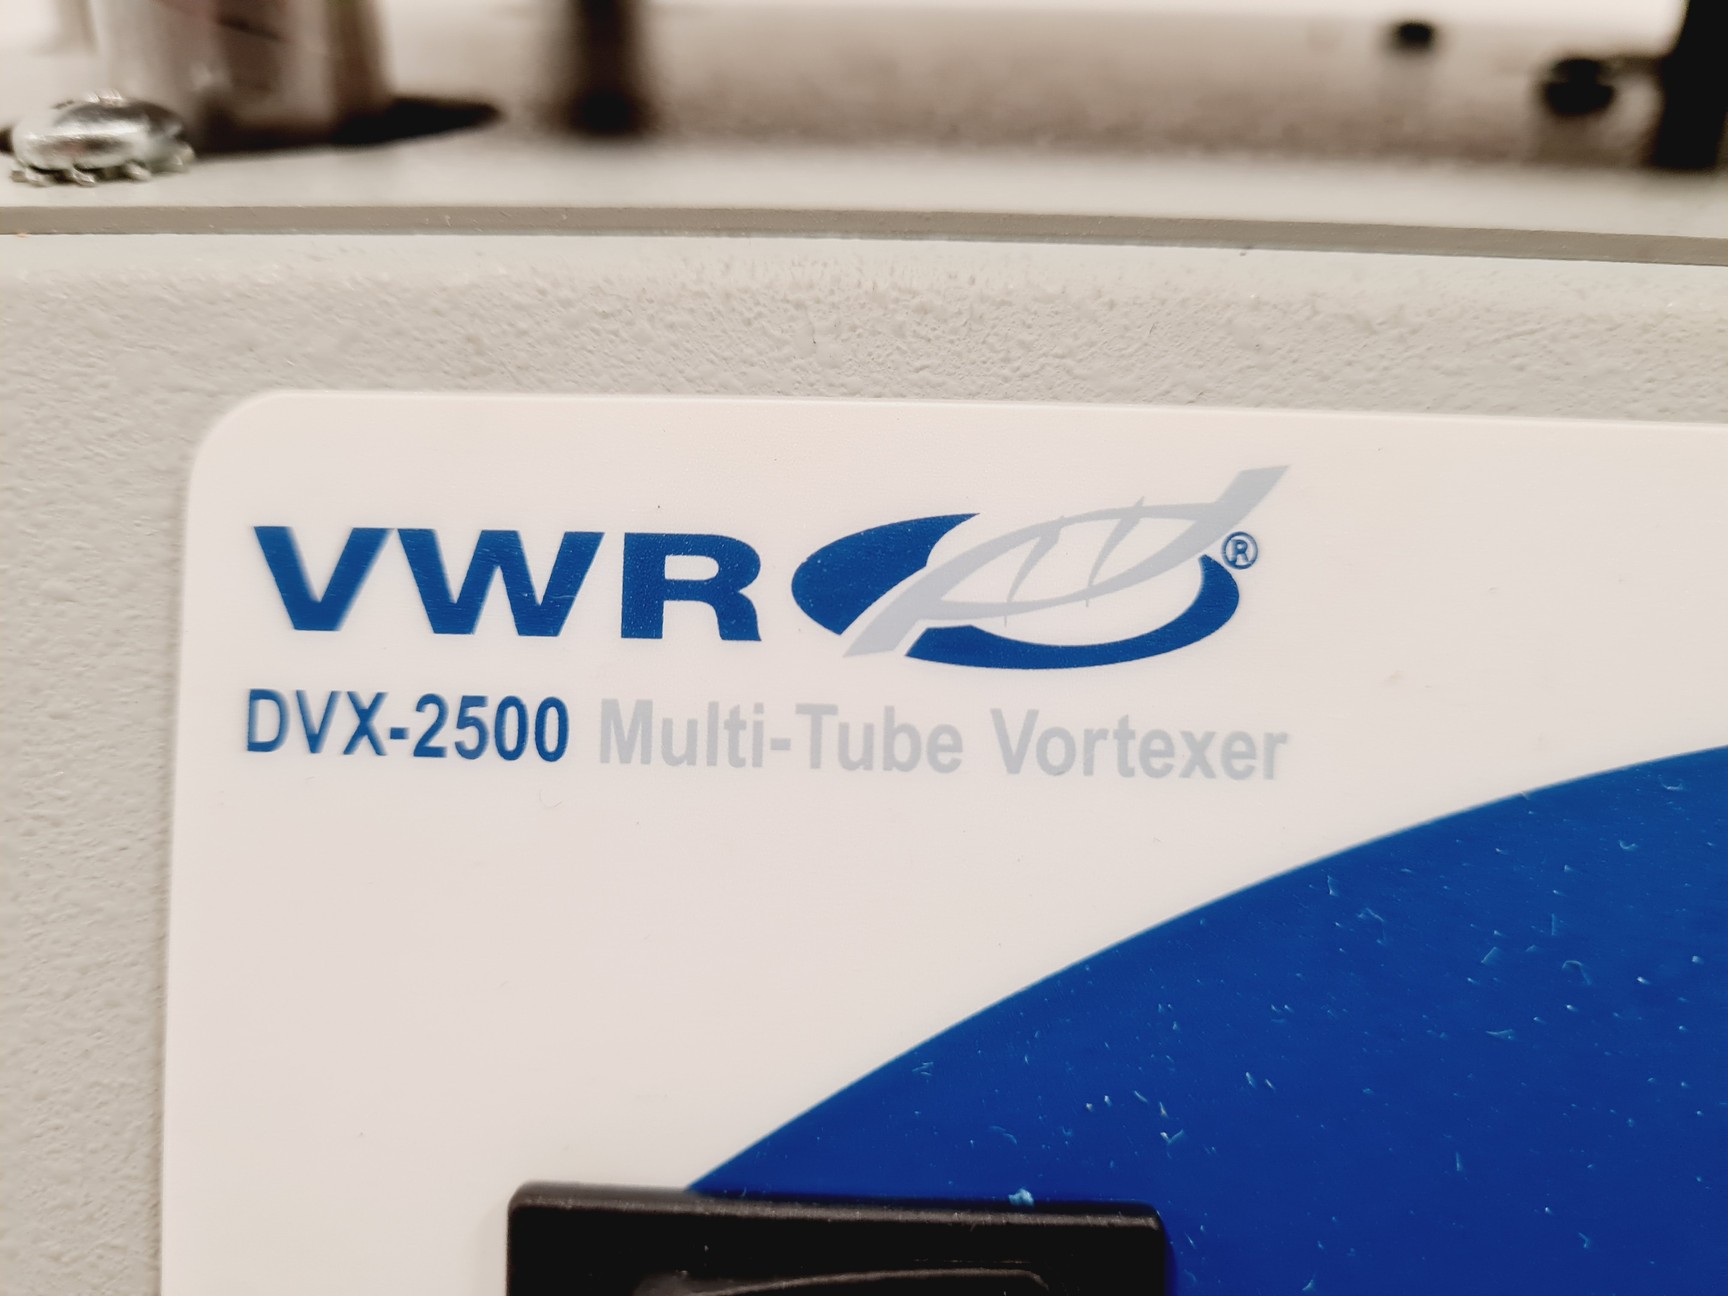 VWR®
DVX-2500 Multi-Tube Vortexer